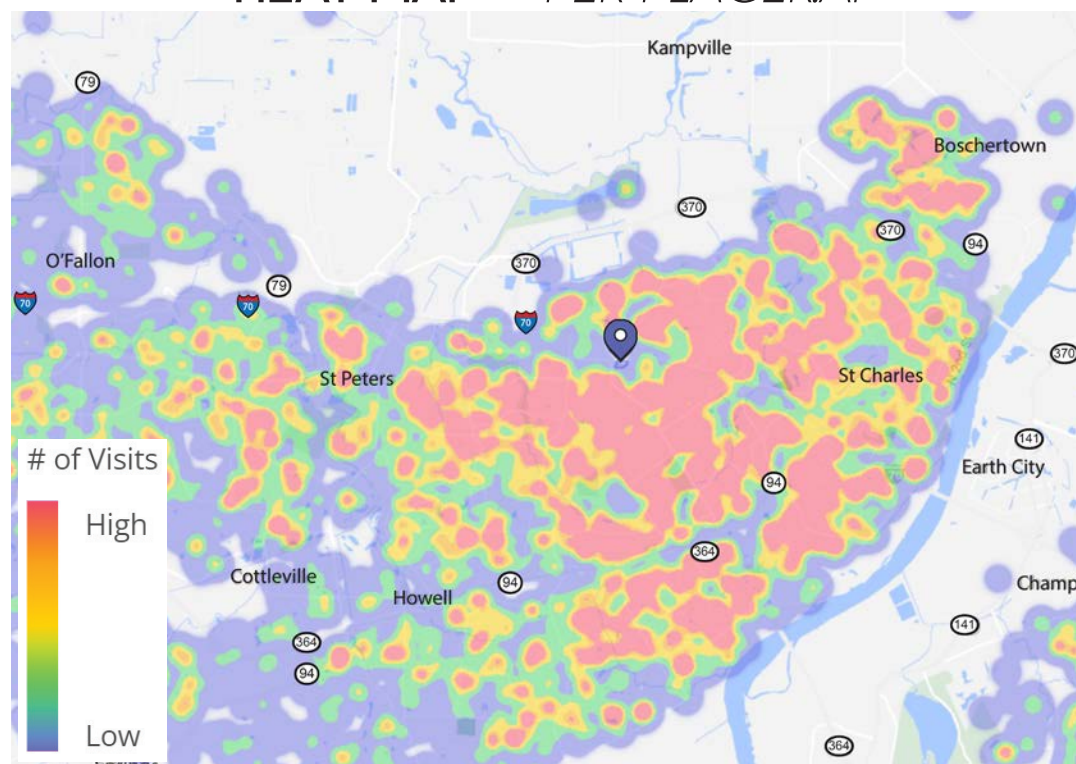 Kampville
79
Boschertown
370
370
94
O'Fallon
370
79
70
70
70
370
St Peters
St Charles
N 2nd S
141
# of Visits
Earth City
94
High
364
Cottleville
94
Champ
Howell
141
364
94
Low
364